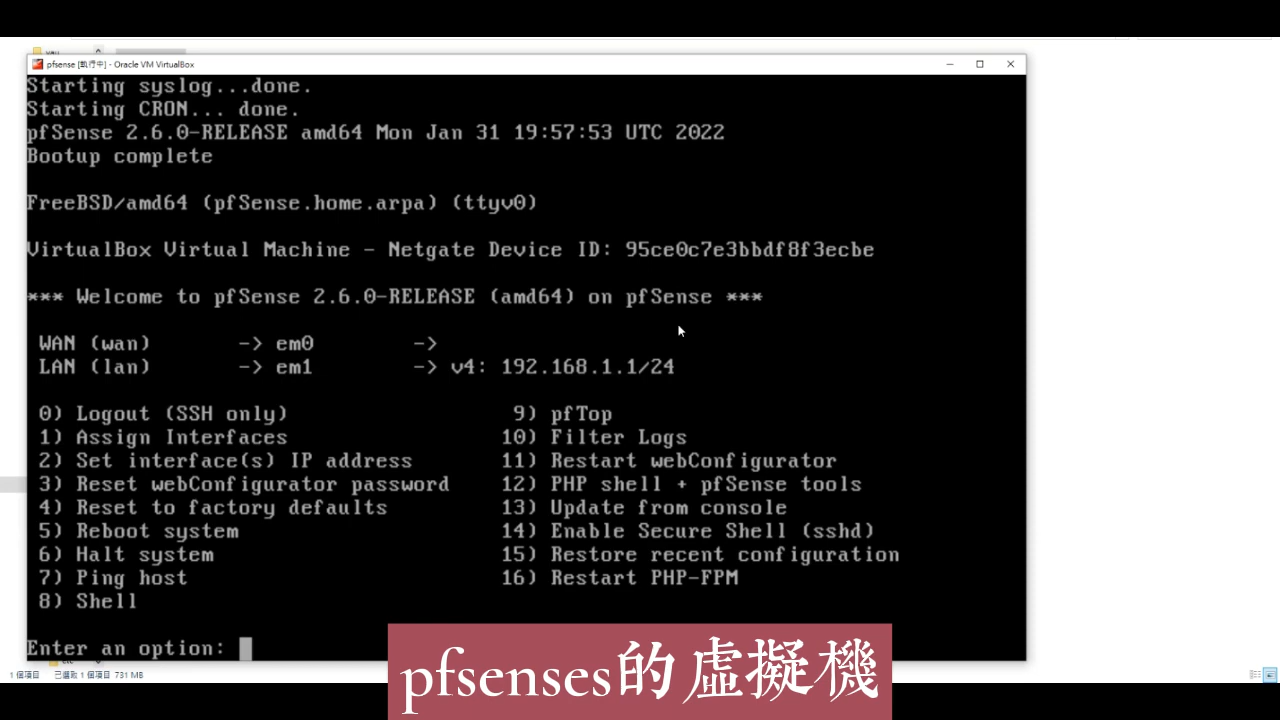 pfsense [執行中] - Oracle VM VirtualBox
Starting syslog...done.
Starting CRON... done.
pfSense 2.6.0-RELEASE amd64 Mon Jan 31 19:57:53 UTC 2022
Bootup complete
FreeBSD/amd64 (pfSense.home.arpa) (ttyv0)
VirtualBox Virtual Machine - Netgate Device ID: 95ce0c7e3bbdf8f3ecbe
*** Welcome to pfSense 2.6.0-RELEASE (amd64) on pfSense ***
WAN (wan) -> em0 ->
LAN (lan) -> em1 -> v4: 192.168.1.1/24
0) Logout (SSH only) 9) pfTop
1) Assign Interfaces 10) Filter Logs
2) Set interface(s) IP address 11) Restart webConfigurator
3) Reset webConfigurator password 12) PHP shell + pfSense tools
4) Reset to factory defaults 13) Update from console
5) Reboot system 14) Enable Secure Shell (sshd)
6) Halt system 15) Restore recent configuration
7) Ping host 16) Restart PHP-FPM
8) Shell
Enter an option:
1 個項目 已選取 1 個項目 731 MB
pfsenses的虛擬機